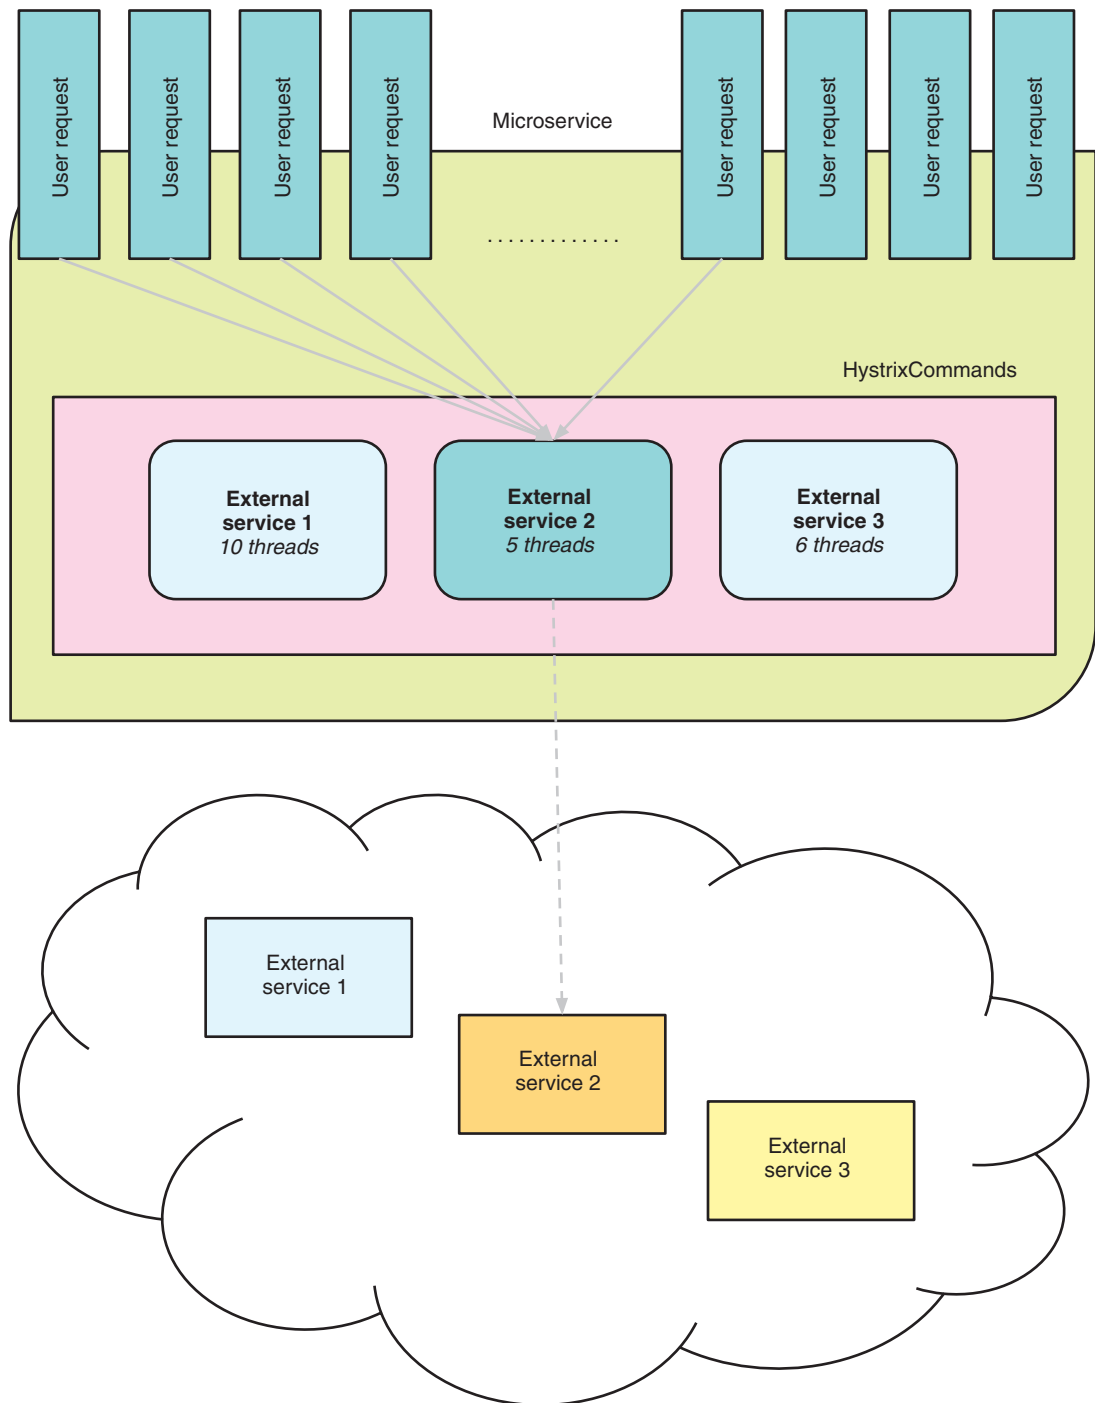 User request
User request
User request
User request
Microservice
User request
User request
User request
User request
.............
HystrixCommands
External
service 1
10 threads
External
service 2
5 threads
External
service 3
6 threads
External
service 1
External
service 2
External
service 3